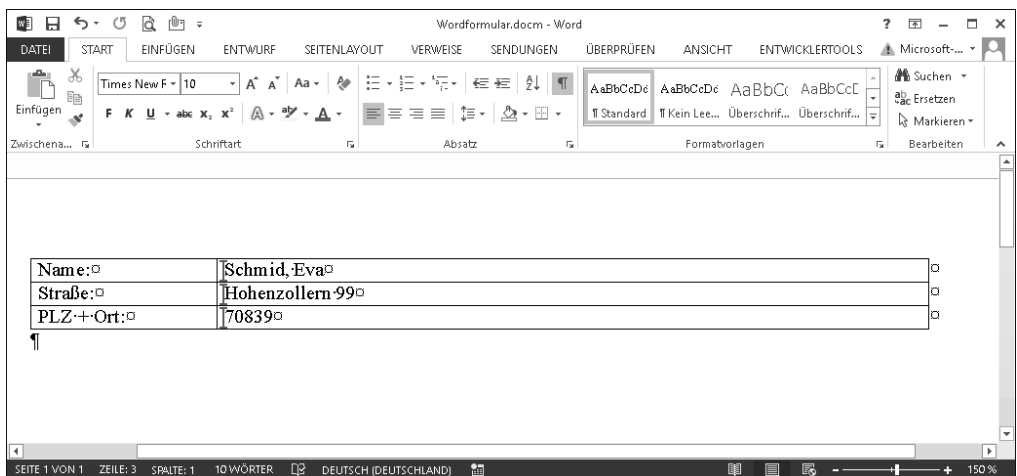 Wordformular.docm - Word
DATEI START EINFÜGEN ENTWURF SEITENLAYOUT VERWEISE SENDUNGEN ÜBERPRÜFEN ANSICHT ENTWICKLERTOOLS Microsoft-...
Times New F 10 Aa AaBbCcDc AaBbCcDc AaBbCc AaBbCcE Suchen
Einfügen F K U abc X₂ X² A ¶ Standard ¶ Kein Lee... Überschrif... Überschrif... Ersetzen
Markieren
Zwischena... Schriftart Absatz Formatvorlagen Bearbeiten
Name:¤ Schmid,·Eva¤ ¤
Straße:¤ Hohenzollern·99¤ ¤
PLZ·+·Ort:¤ 70839¤ ¤
¶
SEITE 1 VON 1 ZEILE: 3 SPALTE: 1 10 WÖRTER DEUTSCH (DEUTSCHLAND) 150 %